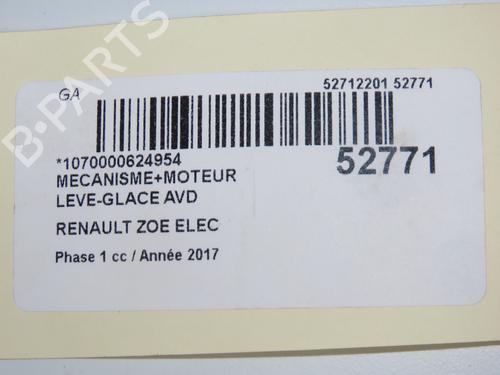 GA
52712201 52771
*1070000624954
52771
MECANISME+MOTEUR
LEVE-GLACE AVD
RENAULT ZOE ELEC
Phase 1 cc / Année 2017
B-PARTS